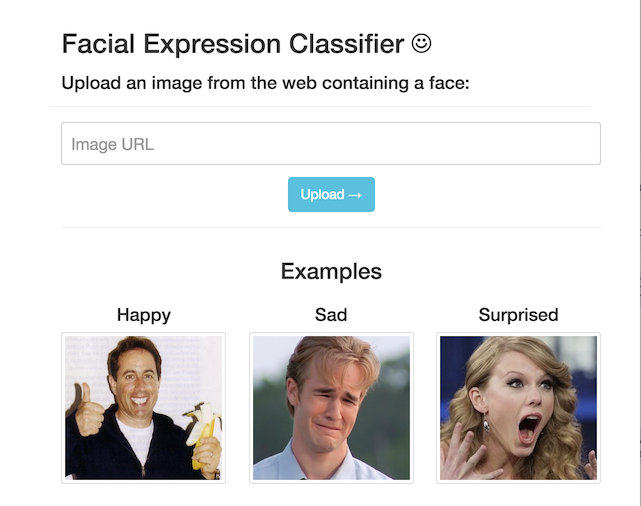 Facial Expression Classifier ☺
Upload an image from the web containing a face:
Image URL
Upload →
Examples
Happy
Sad
Surprised